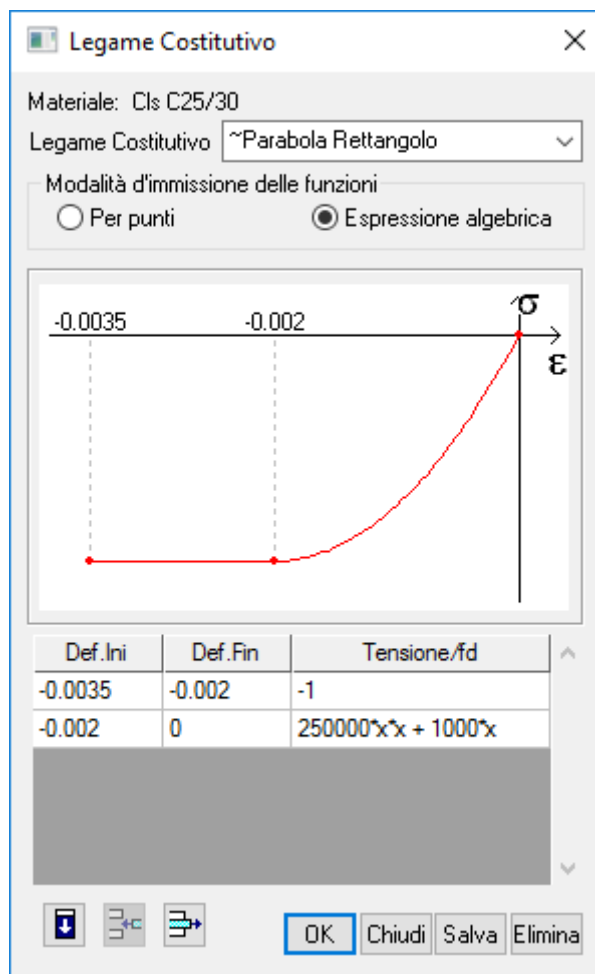 Legame Costitutivo
Materiale: Cls C25/30
Legame Costitutivo ~Parabola Rettangolo
Modalità d'immissione delle funzioni
Per punti Espressione algebrica
σ
-0.0035 -0.002
ε
Def.Ini Def.Fin Tensione/fd
-0.0035 -0.002 -1
-0.002 0 250000*x*x + 1000*x
OK Chiudi Salva Elimina